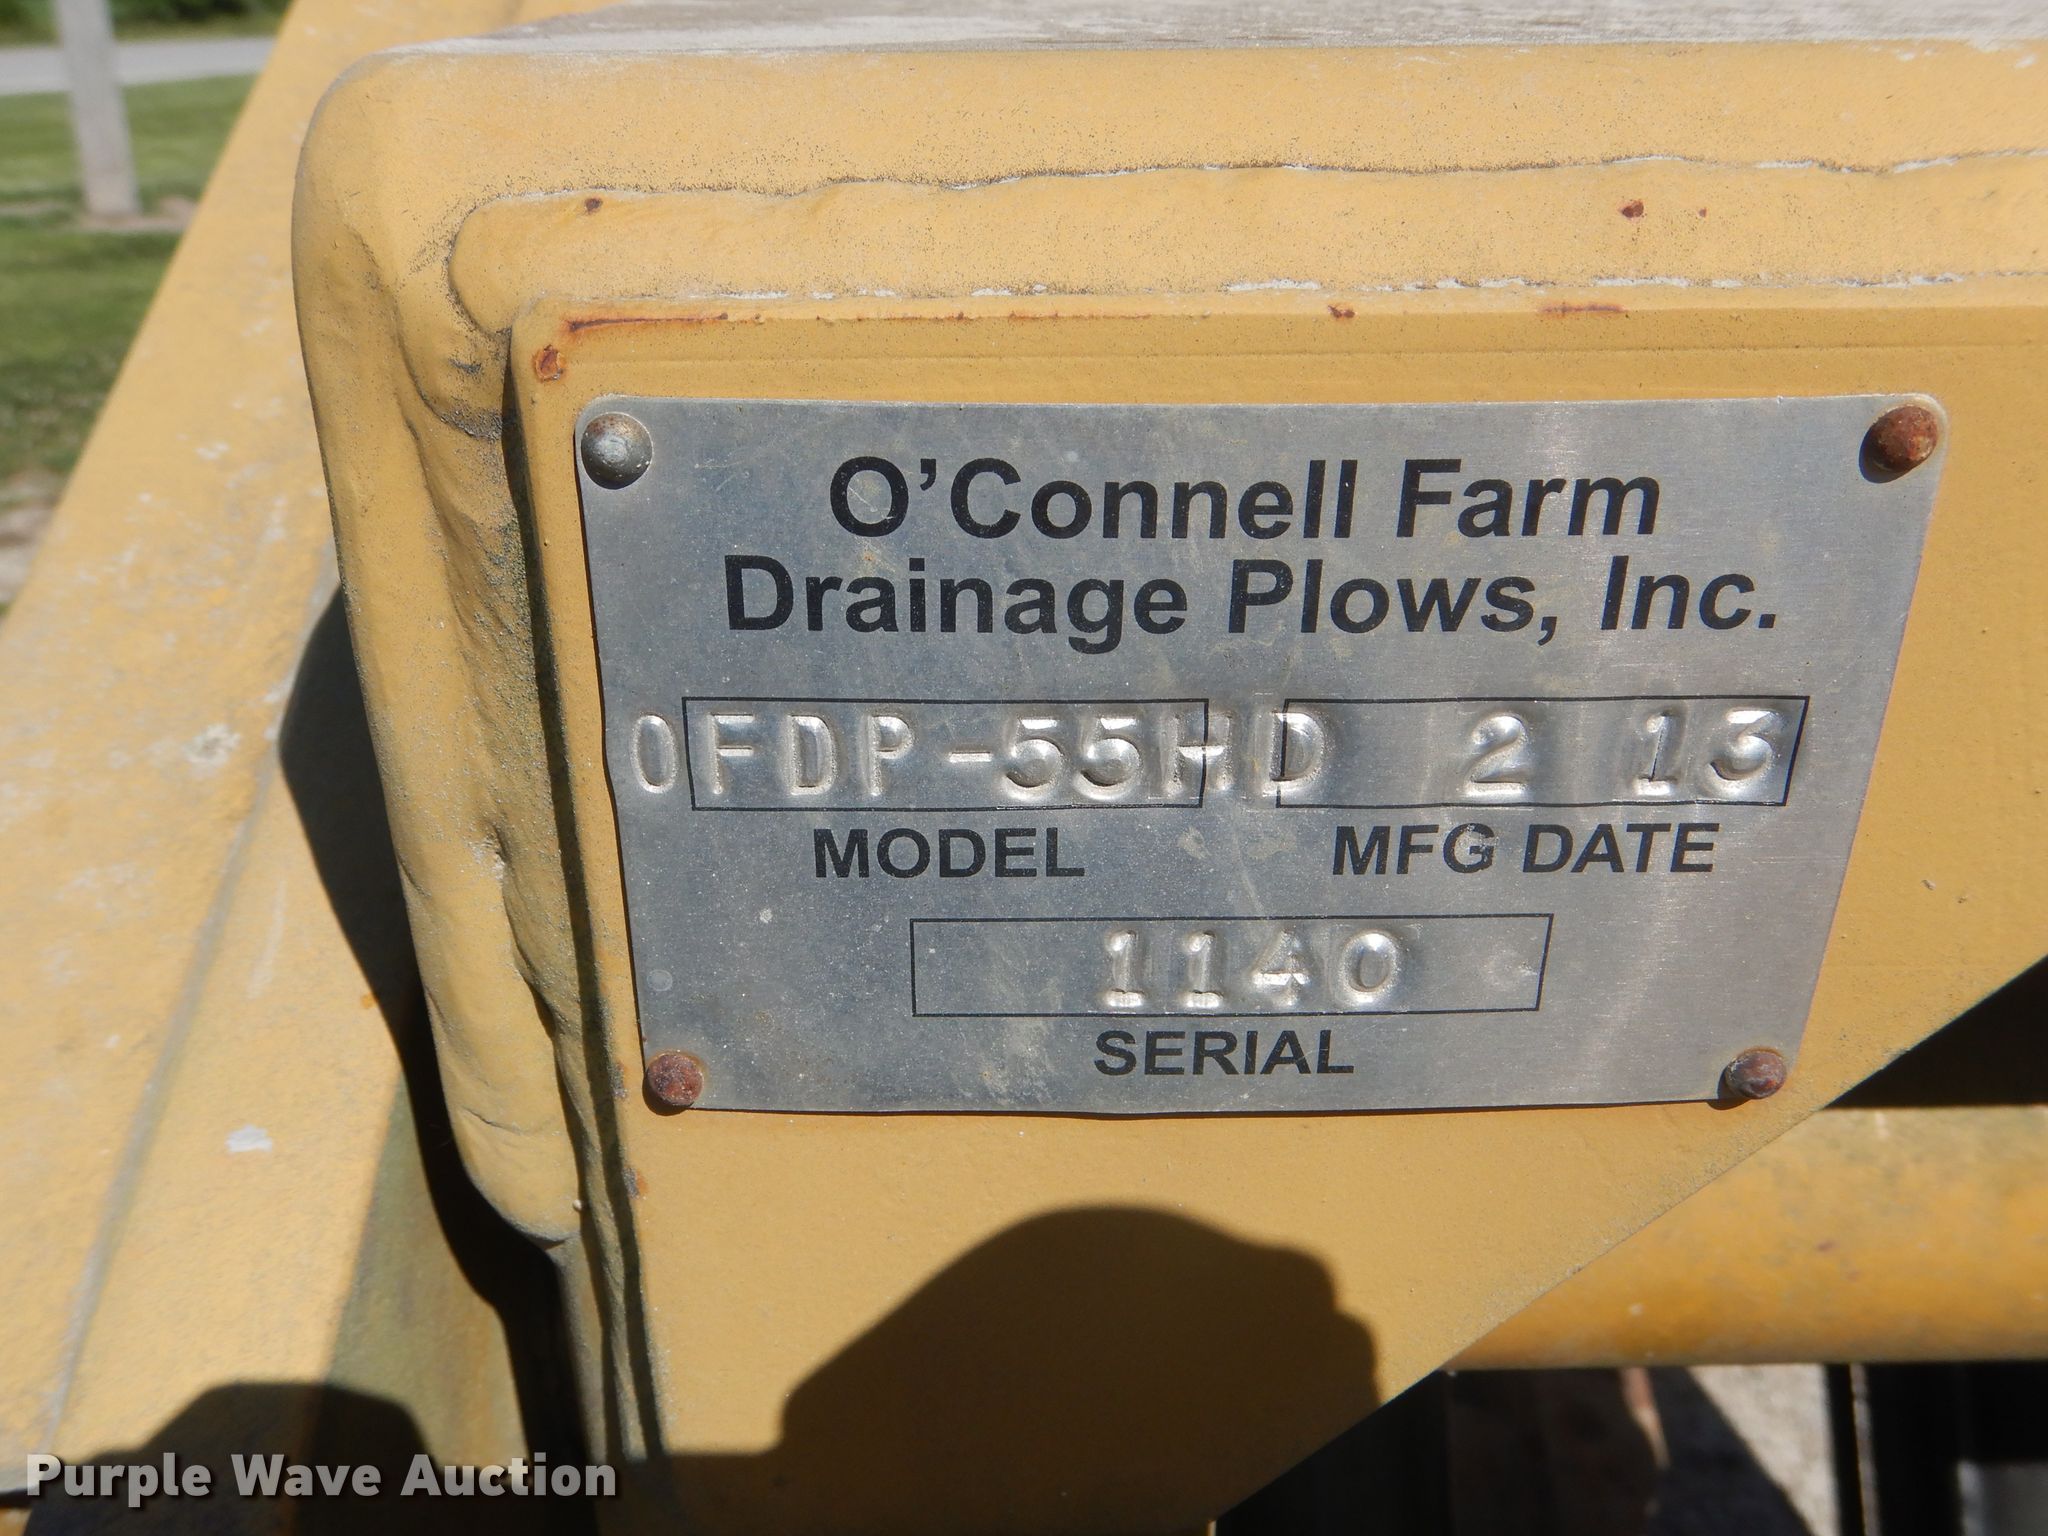 O'Connell Farm
Drainage Plows, Inc.
OFDP-55HD 2 13
MODEL MFG DATE
1140
SERIAL
Purple Wave Auction